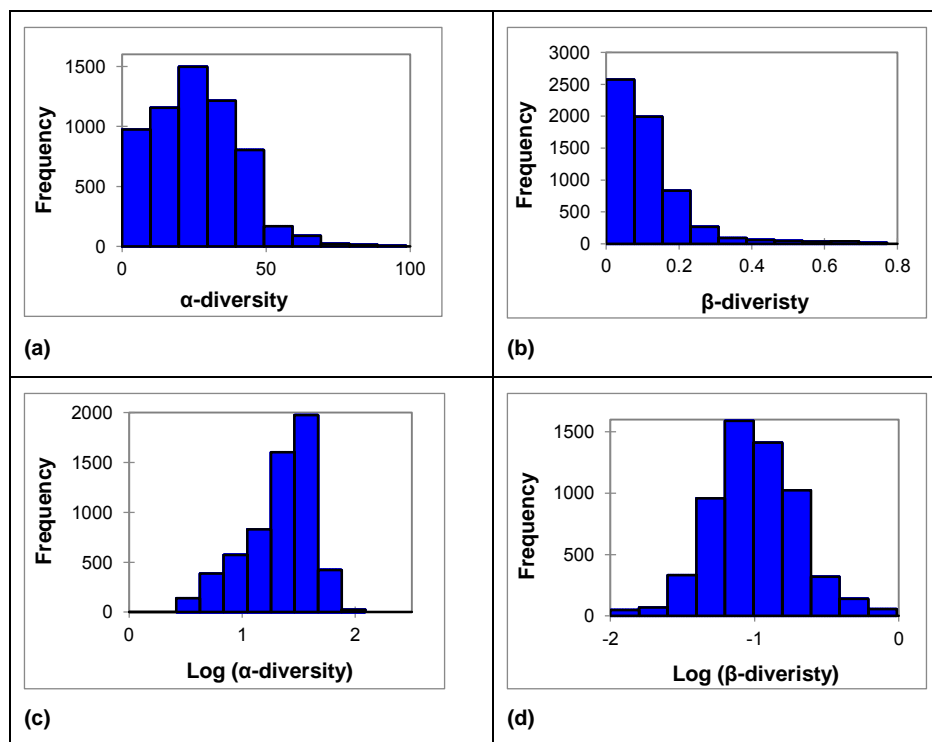 1500
1000
500
0
0 50 100
Frequency
α-diversity
(a)
3000
2500
2000
1500
1000
500
0
0 0.2 0.4 0.6 0.8
Frequency
β-diveristy
(b)
2000
1500
1000
500
0
0 1 2
Frequency
Log (α-diversity)
(c)
1500
1000
500
0
-2 -1 0
Frequency
Log (β-diveristy)
(d)